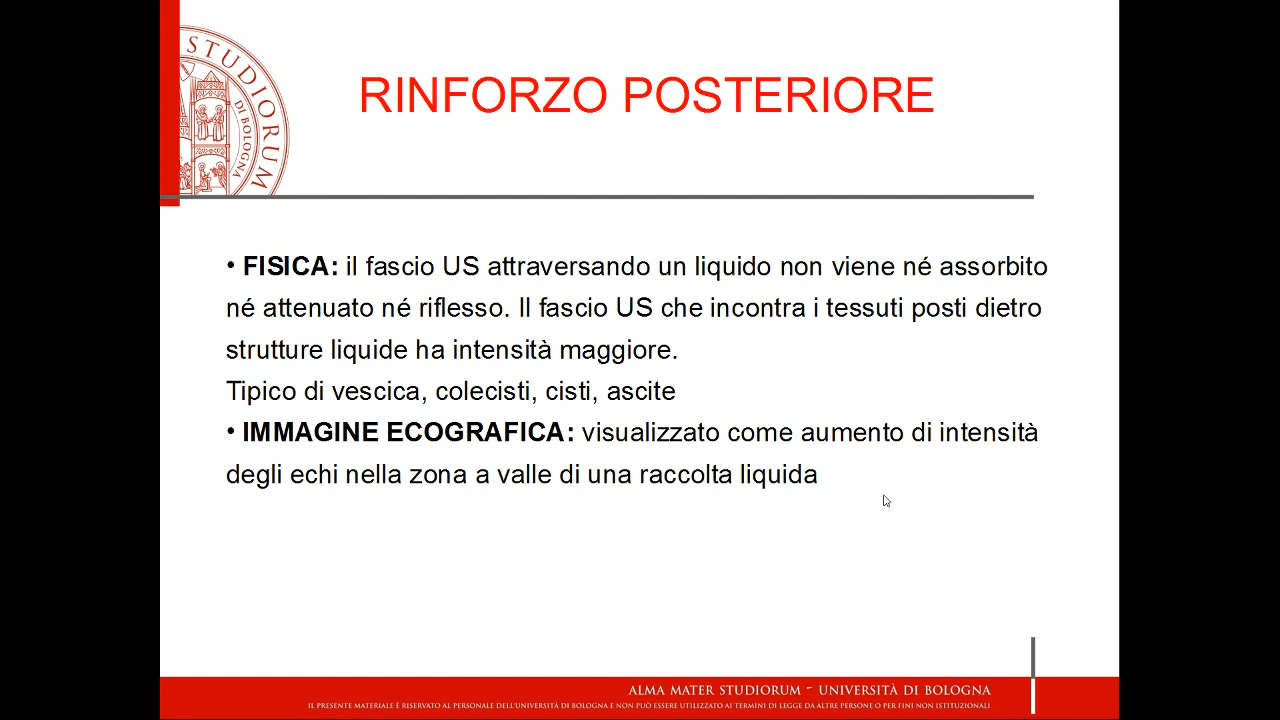 STUDIORUM
DI BOLOGNA
RINFORZO POSTERIORE
• FISICA: il fascio US attraversando un liquido non viene né assorbito
né attenuato né riflesso. Il fascio US che incontra i tessuti posti dietro
strutture liquide ha intensità maggiore.
Tipico di vescica, colecisti, cisti, ascite
• IMMAGINE ECOGRAFICA: visualizzato come aumento di intensità
degli echi nella zona a valle di una raccolta liquida
ALMA MATER STUDIORUM ~ UNIVERSITÀ DI BOLOGNA
IL PRESENTE MATERIALE È RISERVATO AL PERSONALE DELL'UNIVERSITÀ DI BOLOGNA E NON PUÒ ESSERE UTILIZZATO AI TERMINI DI LEGGE DA ALTRE PERSONE O PER FINI NON ISTITUZIONALI